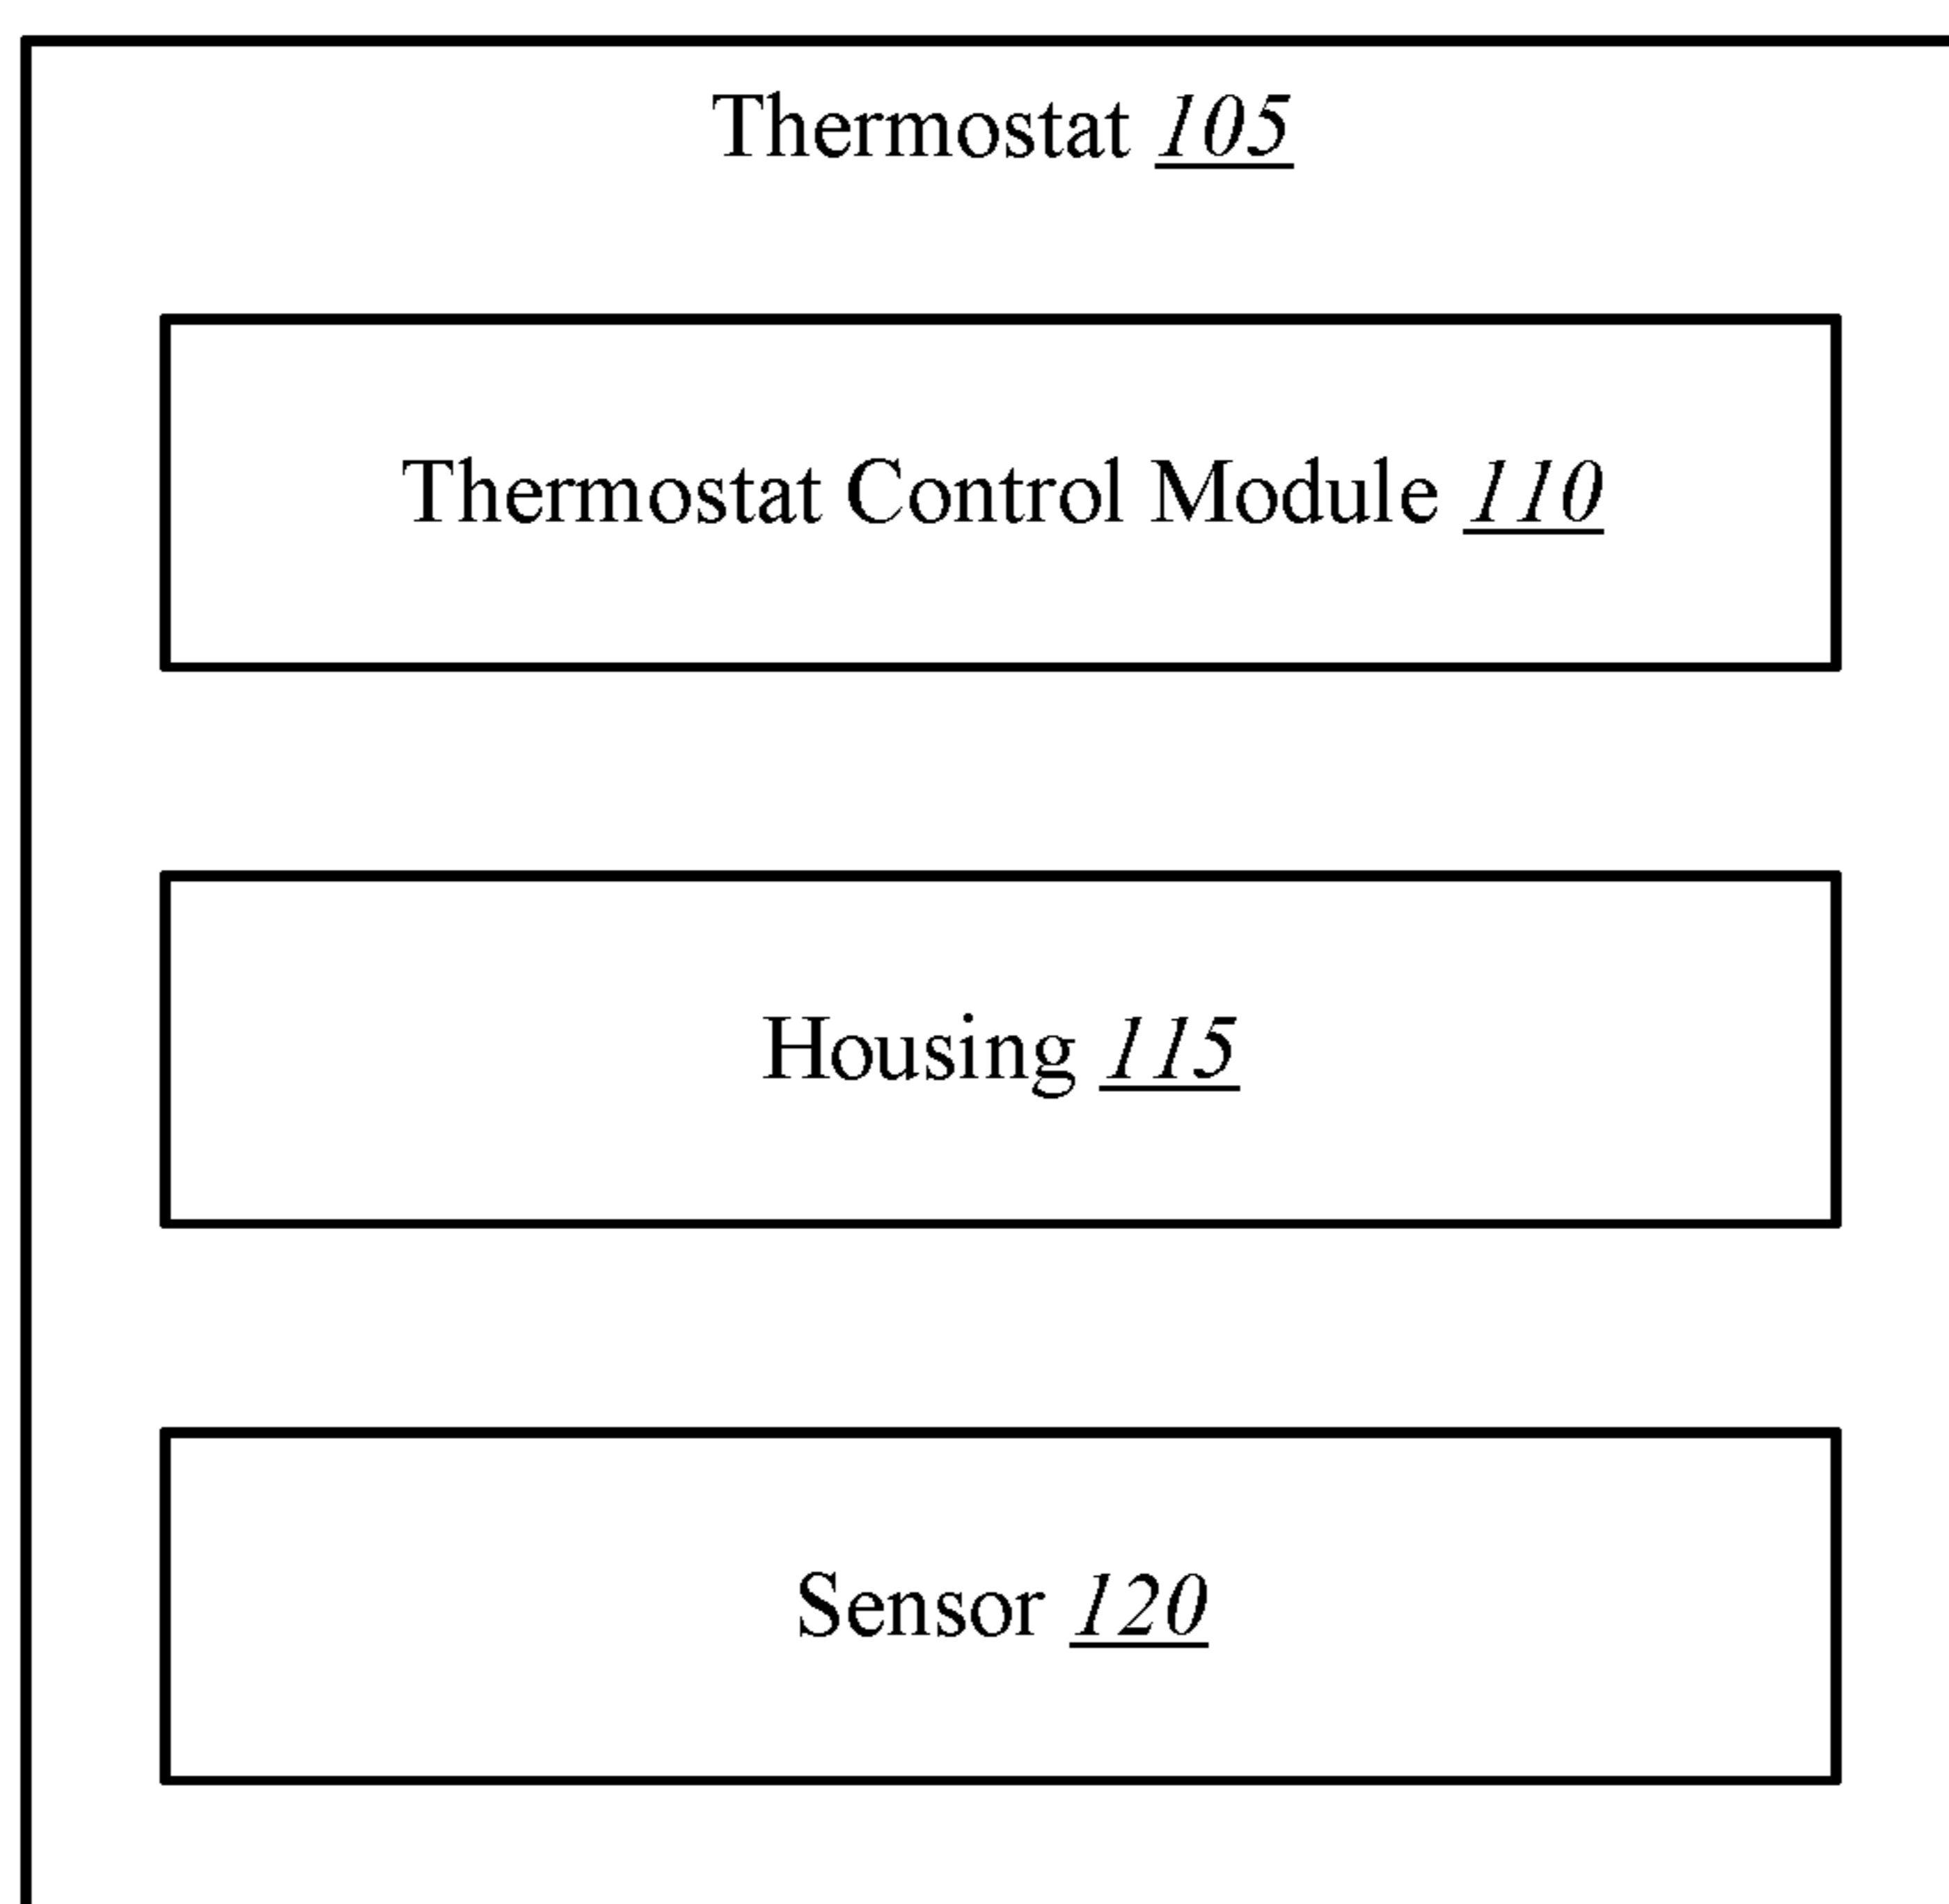 Thermostat 105
Thermostat Control Module 110
Housing 115
Sensor 120